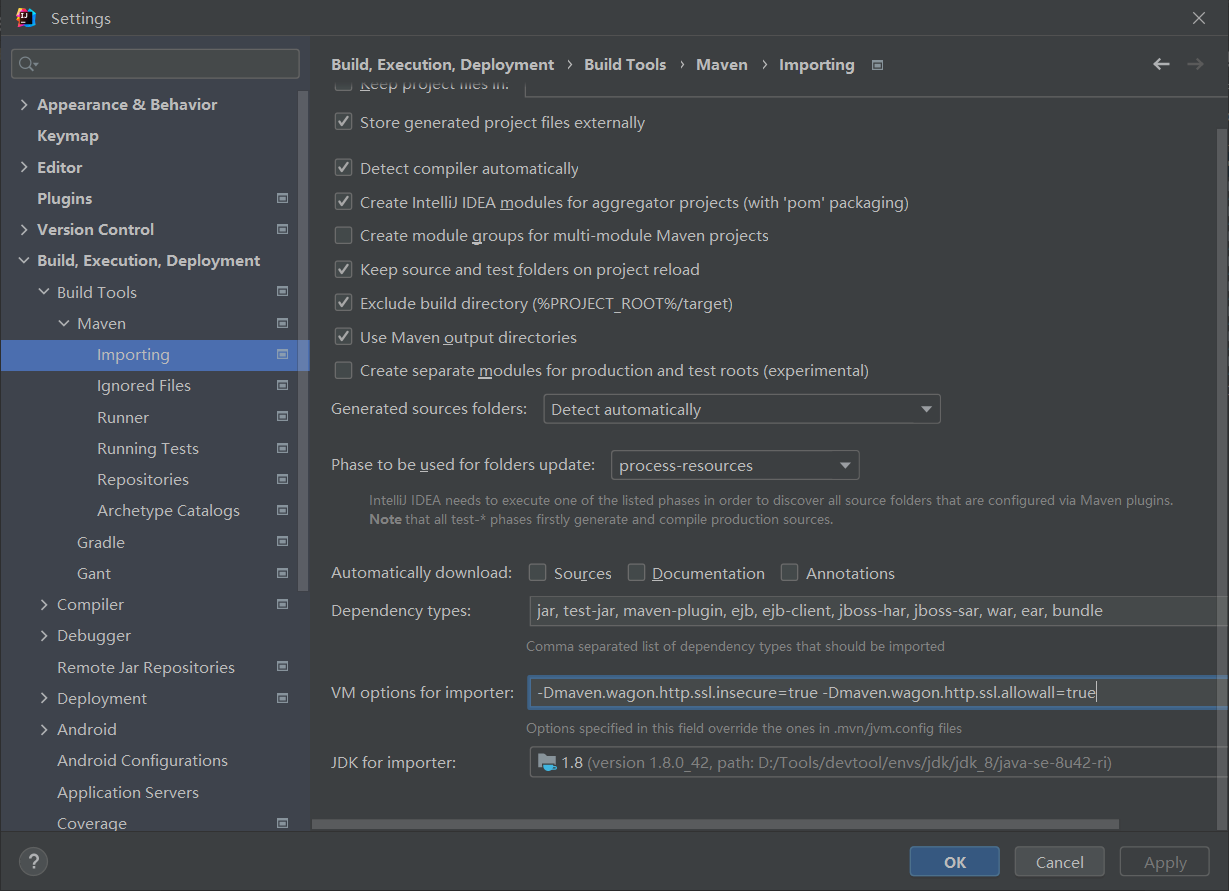 Settings
Build, Execution, Deployment › Build Tools › Maven › Importing
Appearance & Behavior
Keymap
Editor
Plugins
Version Control
Build, Execution, Deployment
Build Tools
Maven
Importing
Ignored Files
Runner
Running Tests
Repositories
Archetype Catalogs
Gradle
Gant
Compiler
Debugger
Remote Jar Repositories
Deployment
Android
Android Configurations
Application Servers
Coverage
Keep project files in:
Store generated project files externally
Detect compiler automatically
Create IntelliJ IDEA modules for aggregator projects (with 'pom' packaging)
Create module groups for multi-module Maven projects
Keep source and test folders on project reload
Exclude build directory (%PROJECT_ROOT%/target)
Use Maven output directories
Create separate modules for production and test roots (experimental)
Generated sources folders: Detect automatically
Phase to be used for folders update: process-resources
IntelliJ IDEA needs to execute one of the listed phases in order to discover all source folders that are configured via Maven plugins.
Note that all test-* phases firstly generate and compile production sources.
Automatically download: Sources Documentation Annotations
Dependency types: jar, test-jar, maven-plugin, ejb, ejb-client, jboss-har, jboss-sar, war, ear, bundle
Comma separated list of dependency types that should be imported
VM options for importer: -Dmaven.wagon.http.ssl.insecure=true -Dmaven.wagon.http.ssl.allowall=true
Options specified in this field override the ones in .mvn/jvm.config files
JDK for importer: 1.8 (version 1.8.0_42, path: D:/Tools/devtool/envs/jdk/jdk_8/java-se-8u42-ri)
? OK Cancel Apply